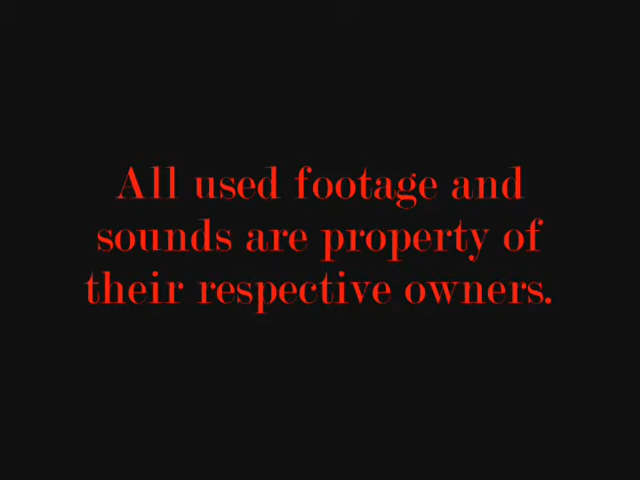 All used footage and
sounds are property of
their respective owners.